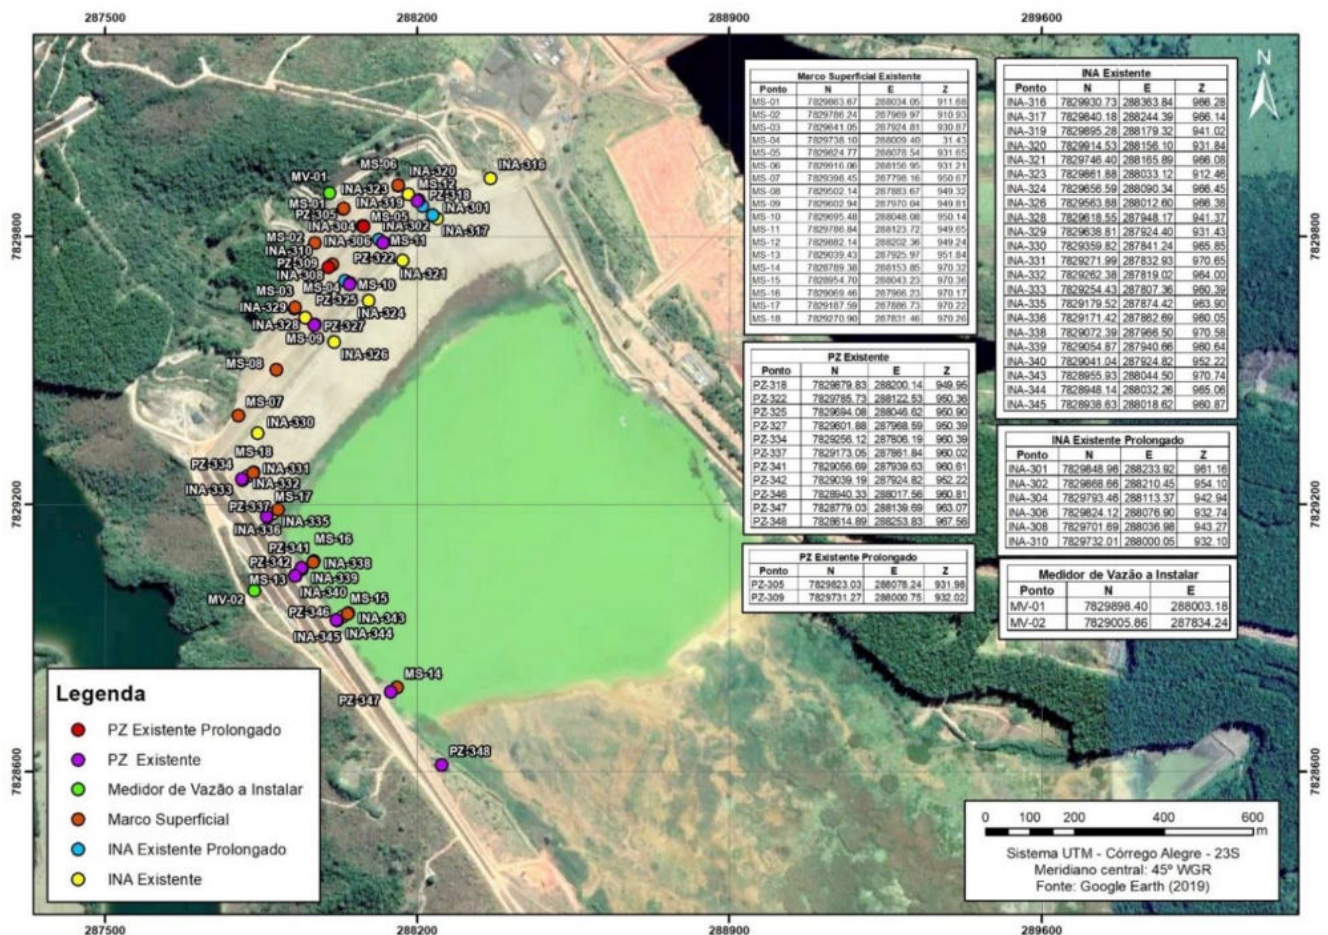 287500 288200 288900 289600
N
7829800
7829200
7828600
7829800
7829200
7828600
MS-06
INA-320
INA-316
MV-01
MS-12
INA-323
PZ-318
MS-01
INA-319
INA-301
PZ-305
MS-05
INA-304
INA-302
INA-317
MS-02
INA-306
MS-11
INA-310
PZ-322
PZ-309
INA-321
INA-308
MS-04
MS-10
MS-03
PZ-325
INA-329
INA-324
INA-328
PZ-327
MS-09
INA-326
MS-08
MS-07
INA-330
MS-18
PZ-334
INA-331
INA-333
INA-332
MS-17
PZ-337
INA-335
INA-336
MS-16
PZ-341
PZ-342
INA-338
MS-13
INA-339
MV-02
INA-340
MS-15
PZ-346
INA-343
INA-345
INA-344
MS-14
PZ-347
PZ-348
Marco Superficial Existente
Ponto N E Z
MS-01 288034.05 911.68
MS-02 7829786.24 287969.97 910.93
MS-03 7829641.05 287924.81 930.87
MS-04 7829738.10 288009.40 31.43
MS-05 7829824.77 288078.54 931.65
MS-06 7829916.06 288156.95 931.21
MS-07 7829398.45 287798.16 950.67
MS-08 7829502.14 287883.67 949.32
MS-09 7829602.94 287970.04 949.81
MS-10 7829695.48 288048.08 950.14
MS-11 7829786.84 288123.72 949.65
MS-12 7829882.14 288202.36 949.24
MS-13 7829039.43 287925.97 951.84
MS-14 7828789.38 288153.85 970.32
MS-15 7828954.70 288043.23 970.36
MS-16 7829069.46 287966.23 970.17
MS-17 7829187.59 287886.73 970.22
MS-18 7829270.90 287831.46 970.26
PZ Existente
Ponto N E Z
PZ-318 7829879.83 288200.14 949.95
PZ-322 7829785.73 288122.53 950.36
PZ-325 7829694.08 288046.62 950.90
PZ-327 7829601.88 287968.59 950.39
PZ-334 7829256.12 287806.19 960.39
PZ-337 7829173.05 287861.84 960.02
PZ-341 7829056.69 287939.63 960.61
PZ-342 7829039.19 287924.82 952.22
PZ-346 7828940.33 288017.56 960.81
PZ-347 7828779.03 288139.69 963.07
PZ-348 7828614.89 288253.83 967.56
PZ Existente Prolongado
Ponto N E Z
PZ-305 7829823.03 288078.24 931.98
PZ-309 7829731.27 288000.75 932.02
INA Existente
Ponto N E Z
INA-316 7829930.73 288363.84 966.28
INA-317 7829840.18 288244.39 966.14
INA-319 7829895.28 288179.32 941.02
INA-320 7829914.53 288156.10 931.84
INA-321 7829746.40 288165.89 966.08
INA-323 7829861.88 288033.12 912.46
INA-324 7829656.59 288090.34 966.45
INA-326 7829563.88 288012.60 966.38
INA-328 7829618.55 287948.17 941.37
INA-329 7829638.81 287924.40 931.43
INA-330 7829359.82 287841.24 965.85
INA-331 7829271.99 287832.93 970.65
INA-332 7829262.38 287819.02 964.00
INA-333 7829254.43 287807.36 960.39
INA-335 7829179.52 287874.42 963.90
INA-336 7829171.42 287862.69 960.05
INA-338 7829072.39 287966.50 970.58
INA-339 7829054.87 287940.66 960.64
INA-340 7829041.04 287924.82 952.22
INA-343 7828955.93 288044.50 970.74
INA-344 7828948.14 288032.26 965.06
INA-345 7828938.63 288018.62 960.87
INA Existente Prolongado
Ponto N E Z
INA-301 7829848.96 288233.92 961.16
INA-302 7829868.66 288210.45 954.10
INA-304 7829793.46 288113.37 942.94
INA-306 7829824.12 288076.90 932.74
INA-308 7829701.69 288036.98 943.27
INA-310 7829732.01 288000.05 932.10
Medidor de Vazão a Instalar
Ponto N E
MV-01 7829898.40 288003.18
MV-02 7829005.86 287834.24
Legenda
PZ Existente Prolongado
PZ Existente
Medidor de Vazão a Instalar
Marco Superficial
INA Existente Prolongado
INA Existente
0 100 200 400 600
m
Sistema UTM - Córrego Alegre - 23S
Meridiano central: 45º WGR
Fonte: Google Earth (2019)
287500 288200 288900 289600